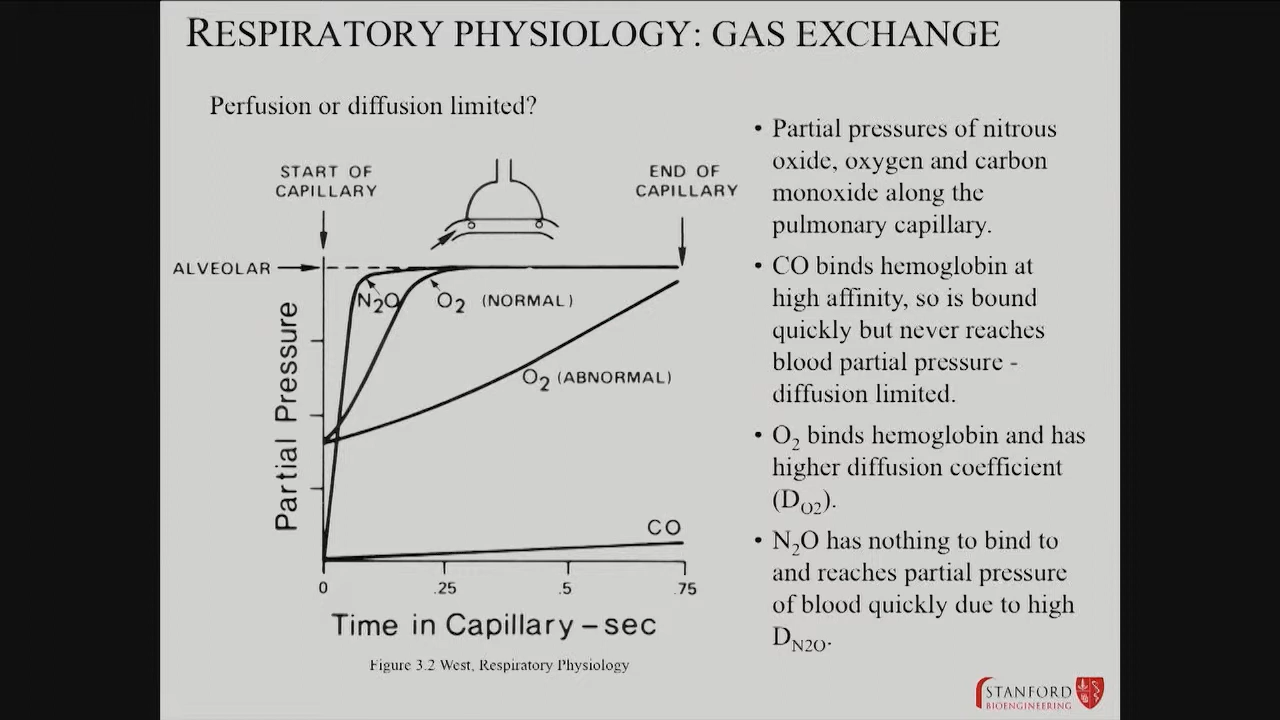 RESPIRATORY PHYSIOLOGY: GAS EXCHANGE
Perfusion or diffusion limited?
START OF
CAPILLARY
END OF
CAPILLARY
ALVEOLAR
N2O
O2 (NORMAL)
O2 (ABNORMAL)
CO
Partial Pressure
0 .25 .5 .75
Time in Capillary – sec
Figure 3.2 West, Respiratory Physiology
• Partial pressures of nitrous
oxide, oxygen and carbon
monoxide along the
pulmonary capillary.
• CO binds hemoglobin at
high affinity, so is bound
quickly but never reaches
blood partial pressure -
diffusion limited.
• O2 binds hemoglobin and has
higher diffusion coefficient
(DO2).
• N2O has nothing to bind to
and reaches partial pressure
of blood quickly due to high
DN2O.
STANFORD
BIOENGINEERING